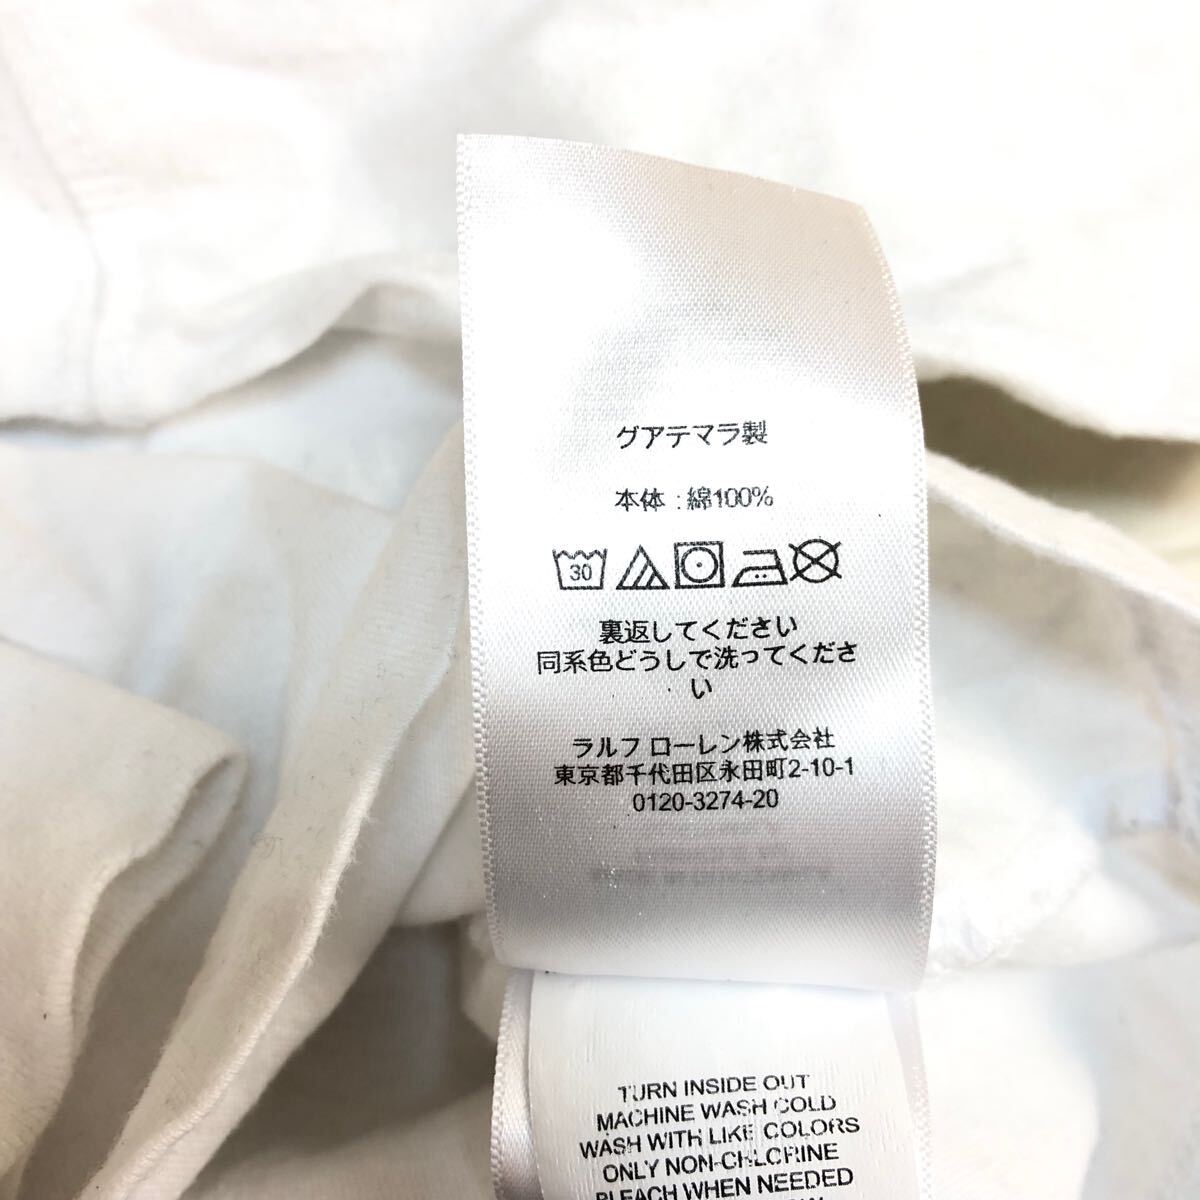 グアテマラ製
本体 : 綿100%
30
裏返してください
同系色どうしで洗ってくださ
い
ラルフ ローレン株式会社
東京都千代田区永田町2-10-1
0120-3274-20
TURN INSIDE OUT
MACHINE WASH COLD
WASH WITH LIKE COLORS
ONLY NON-CHLORINE
BLEACH WHEN NEEDED